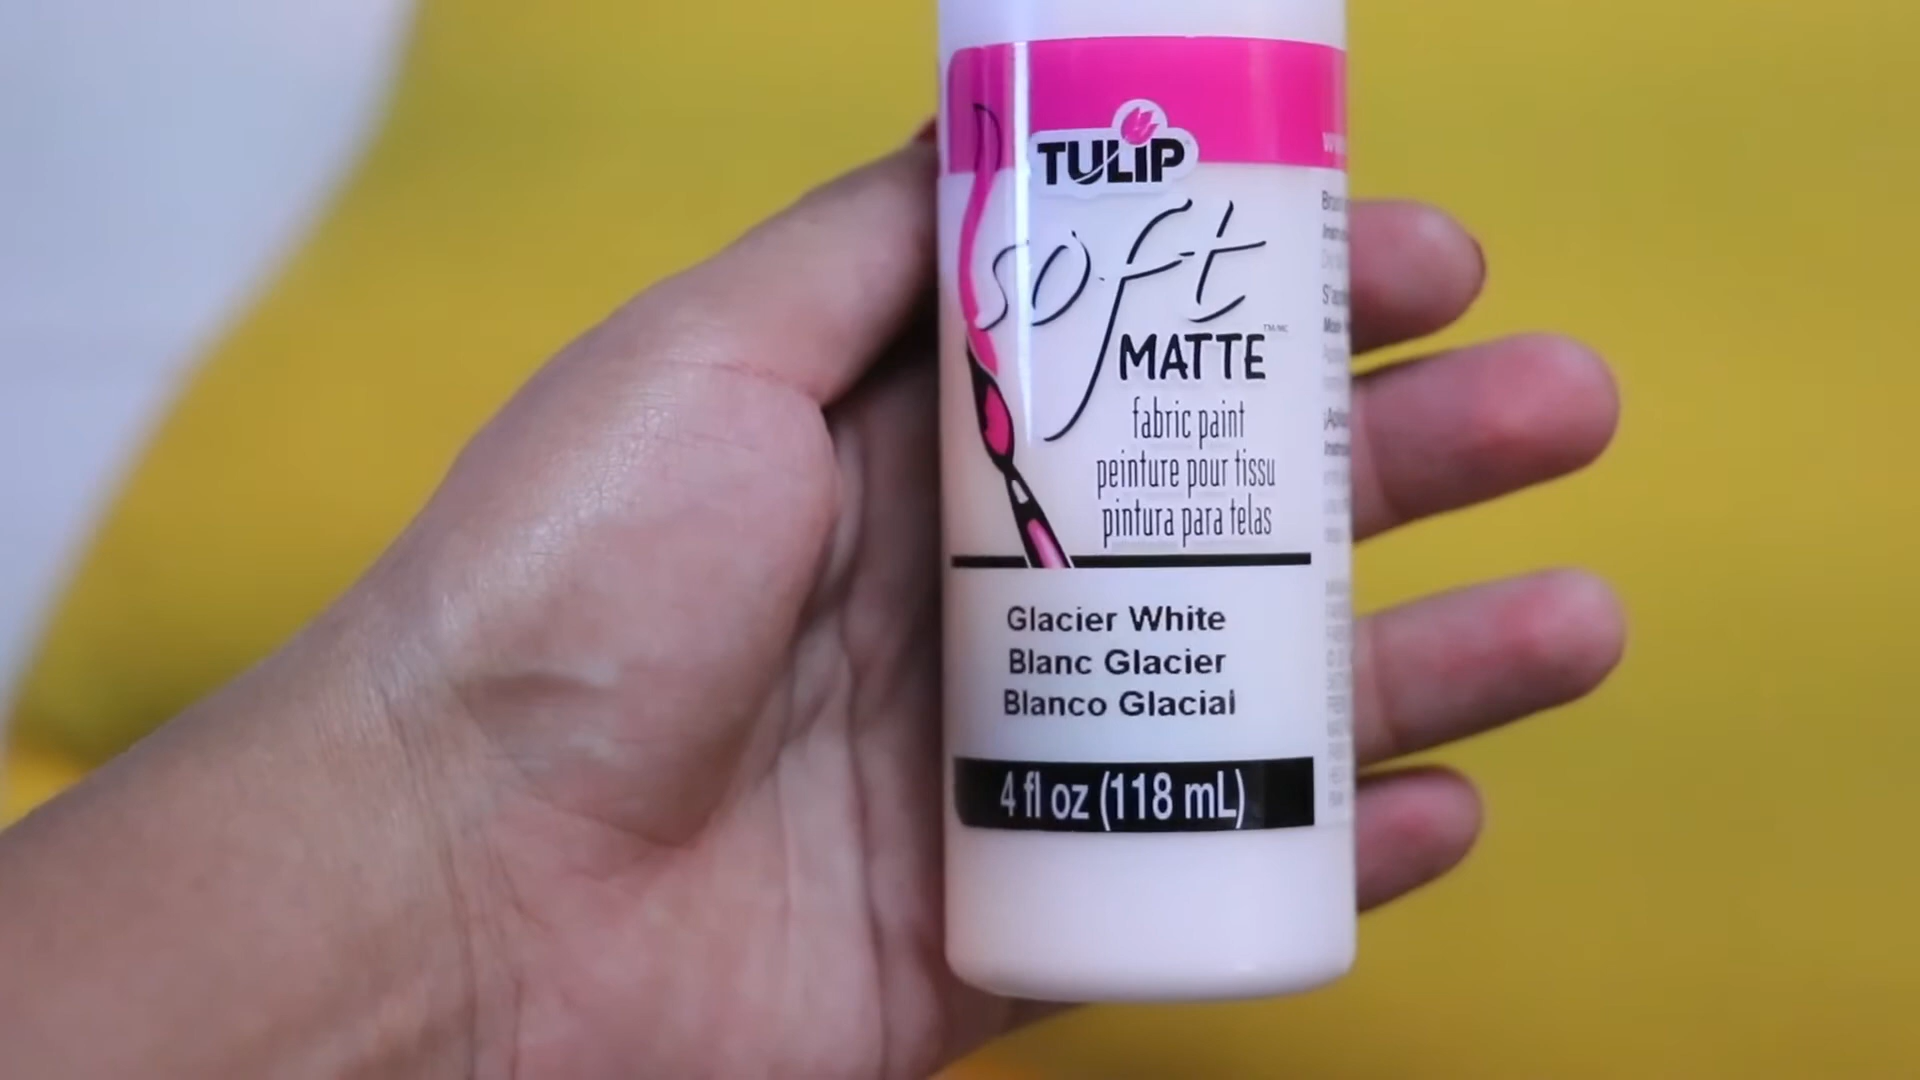 TULIP
soft
MATTE
fabric paint
peinture pour tissu
pintura para telas
Glacier White
Blanc Glacier
Blanco Glacial
4 fl oz (118 mL)